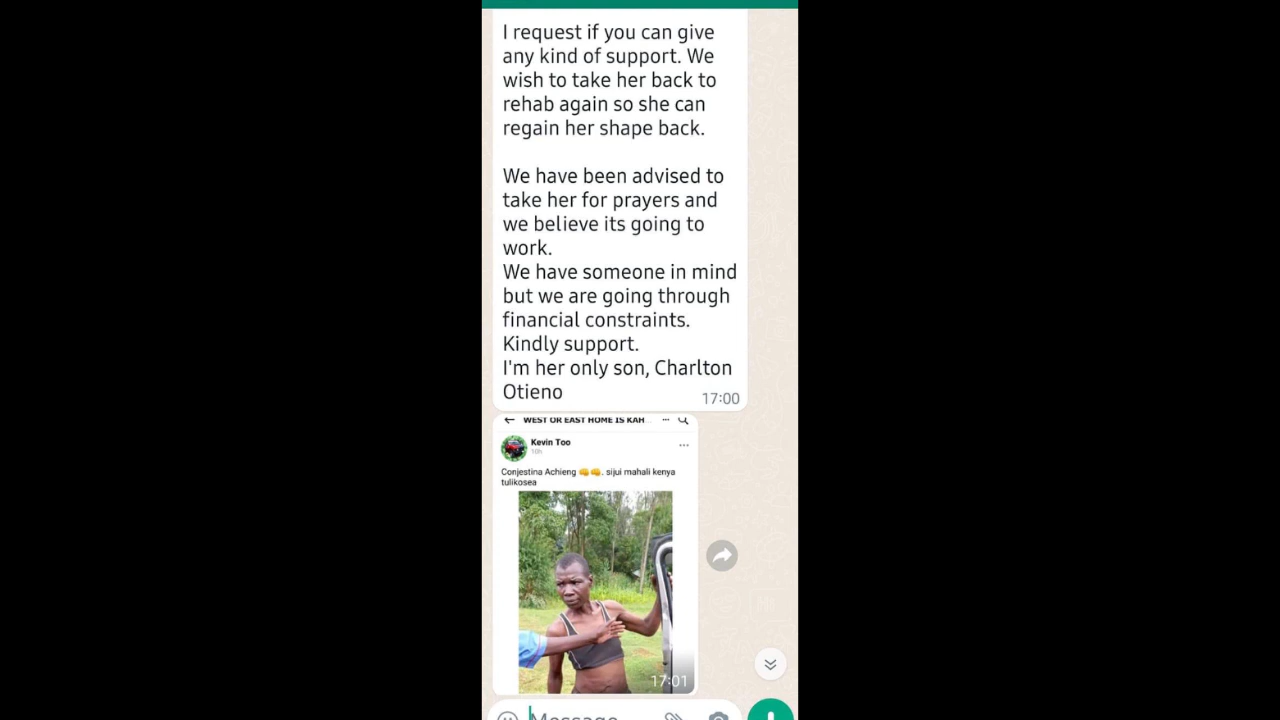 I request if you can give
any kind of support. We
wish to take her back to
rehab again so she can
regain her shape back.
We have been advised to
take her for prayers and
we believe its going to
work.
We have someone in mind
but we are going through
financial constraints.
Kindly support.
I'm her only son, Charlton
Otieno
17:00
WEST OR EAST HOME IS KAH
Kevin Too
10h
Conjestina Achieng 👊👊. sijui mahali kenya
tulikosea
17:01
Message